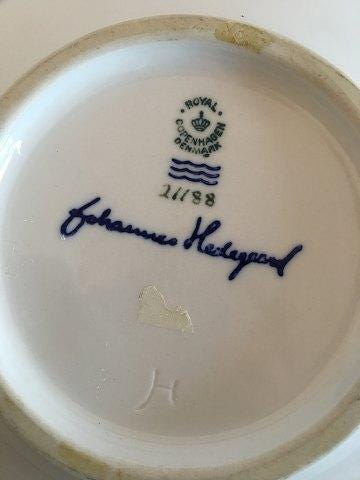 ROYAL
COPENHAGEN
DENMARK
21188
Johannes Hedegaard
H